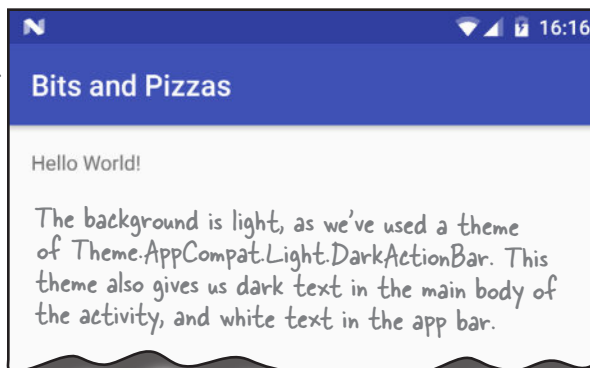 16:16
Bits and Pizzas
Hello World!
The background is light, as we've used a theme
of Theme.AppCompat.Light.DarkActionBar. This
theme also gives us dark text in the main body of
the activity, and white text in the app bar.